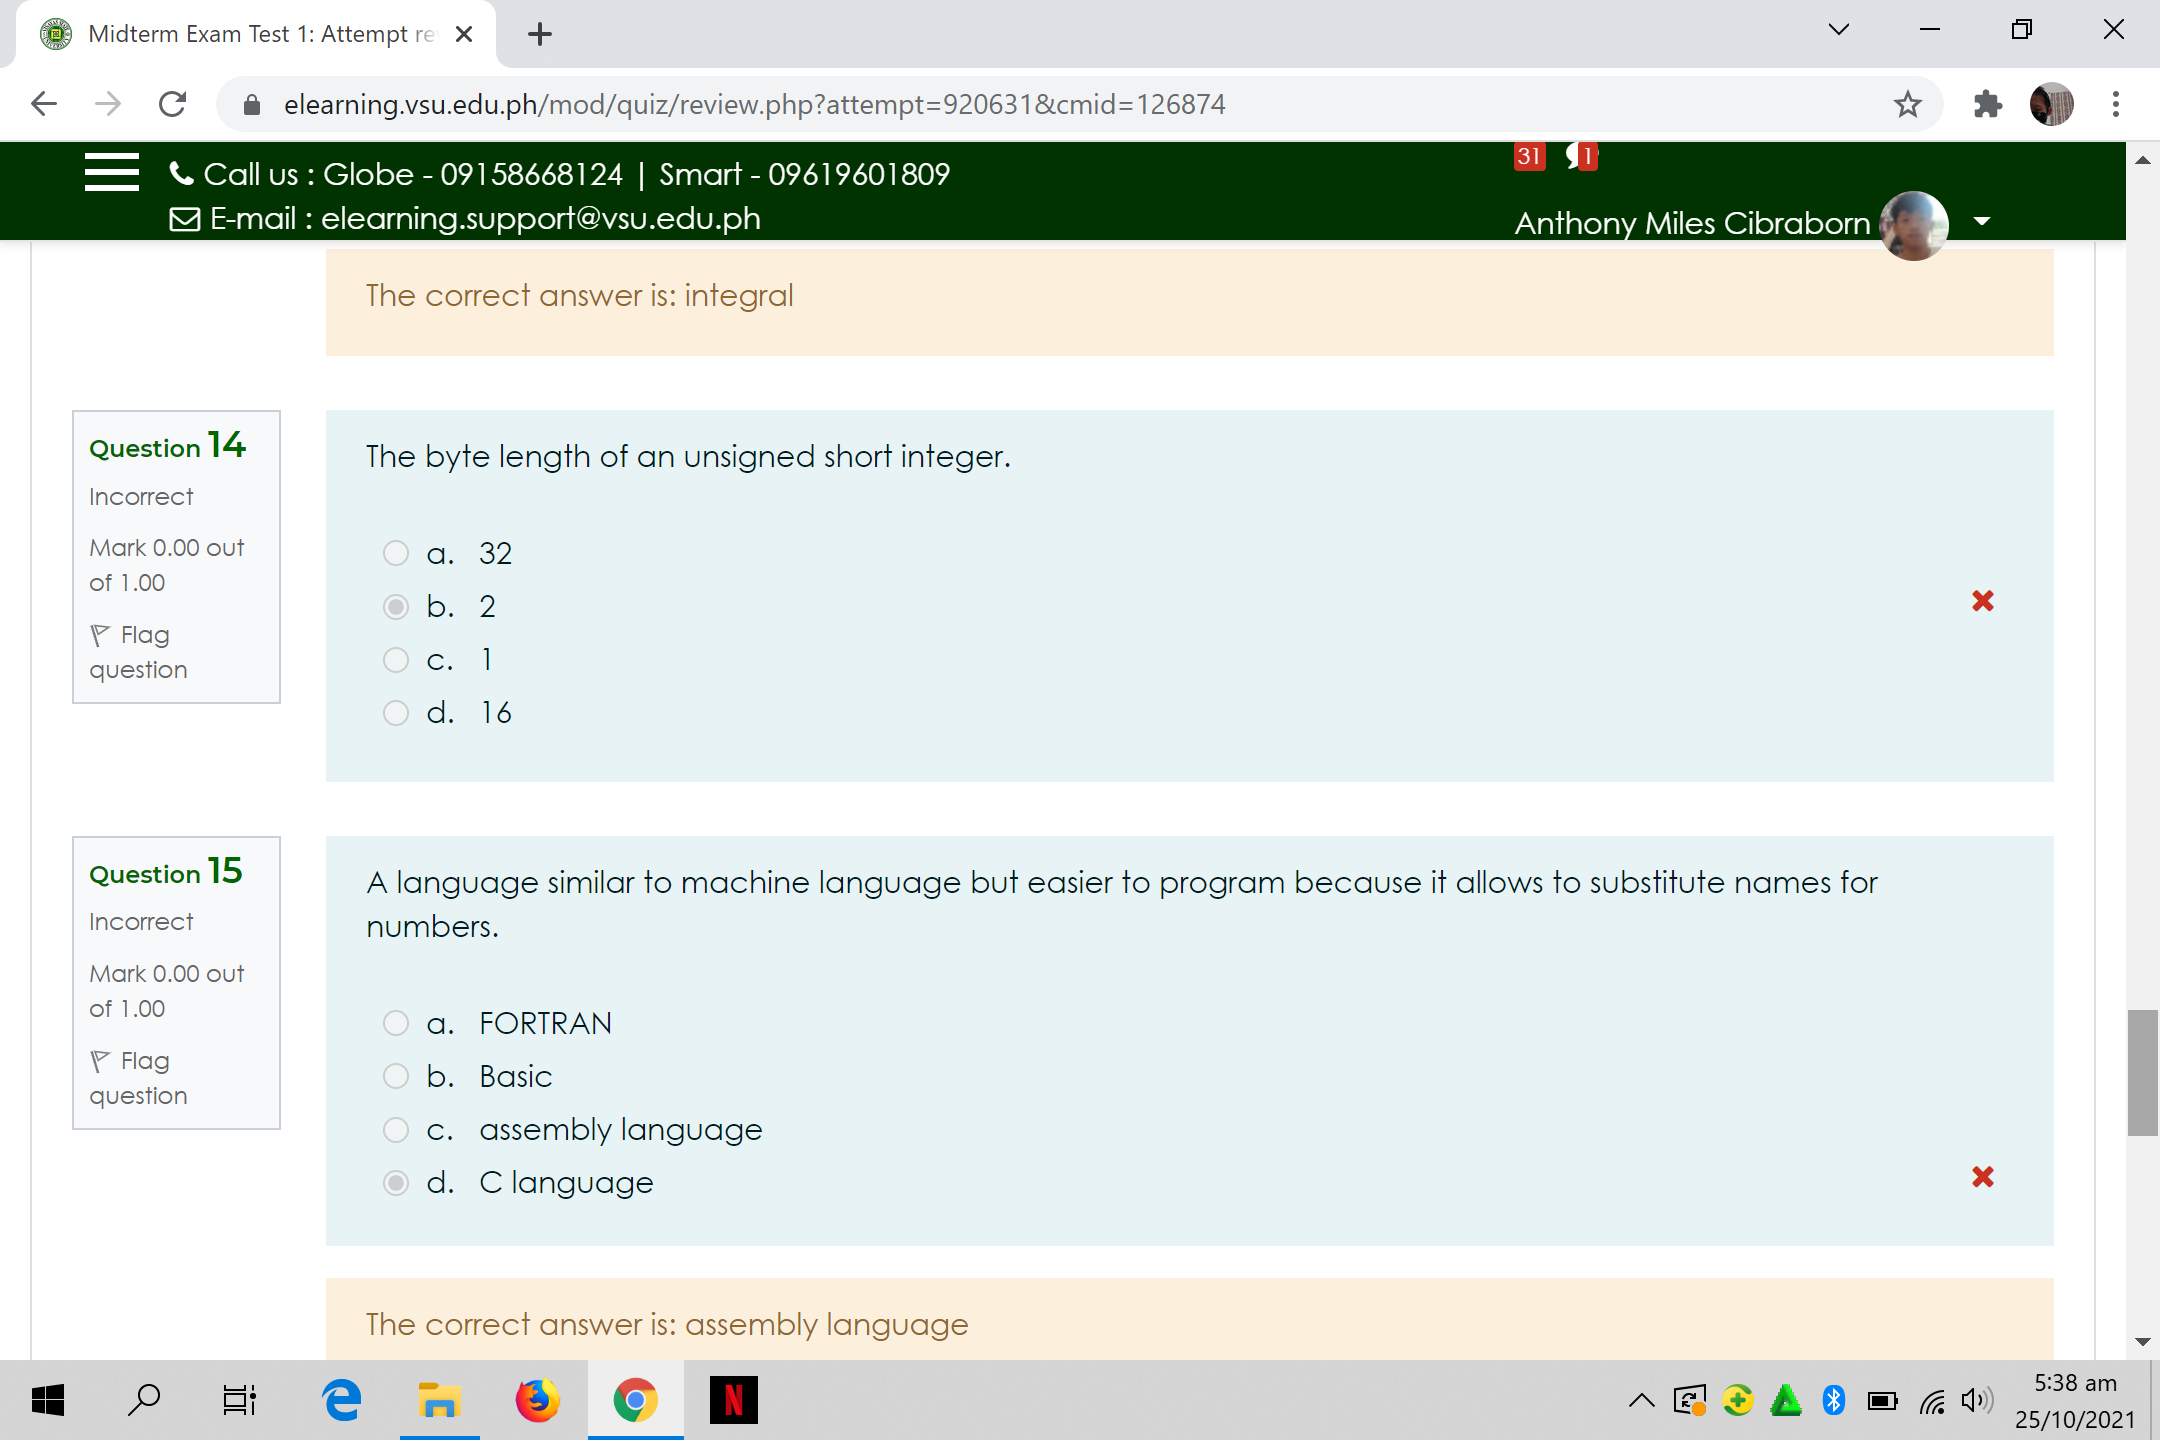 Midterm Exam Test 1: Attempt re
elearning.vsu.edu.ph/mod/quiz/review.php?attempt=920631&cmid=126874
Call us : Globe - 09158668124 | Smart - 09619601809
31 1
E-mail : elearning.support@vsu.edu.ph
Anthony Miles Cibraborn
The correct answer is: integral
Question 14
Incorrect
Mark 0.00 out
of 1.00
Flag
question
The byte length of an unsigned short integer.
a. 32
b. 2
c. 1
d. 16
Question 15
Incorrect
Mark 0.00 out
of 1.00
Flag
question
A language similar to machine language but easier to program because it allows to substitute names for
numbers.
a. FORTRAN
b. Basic
c. assembly language
d. C language
The correct answer is: assembly language
N
5:38 am
25/10/2021